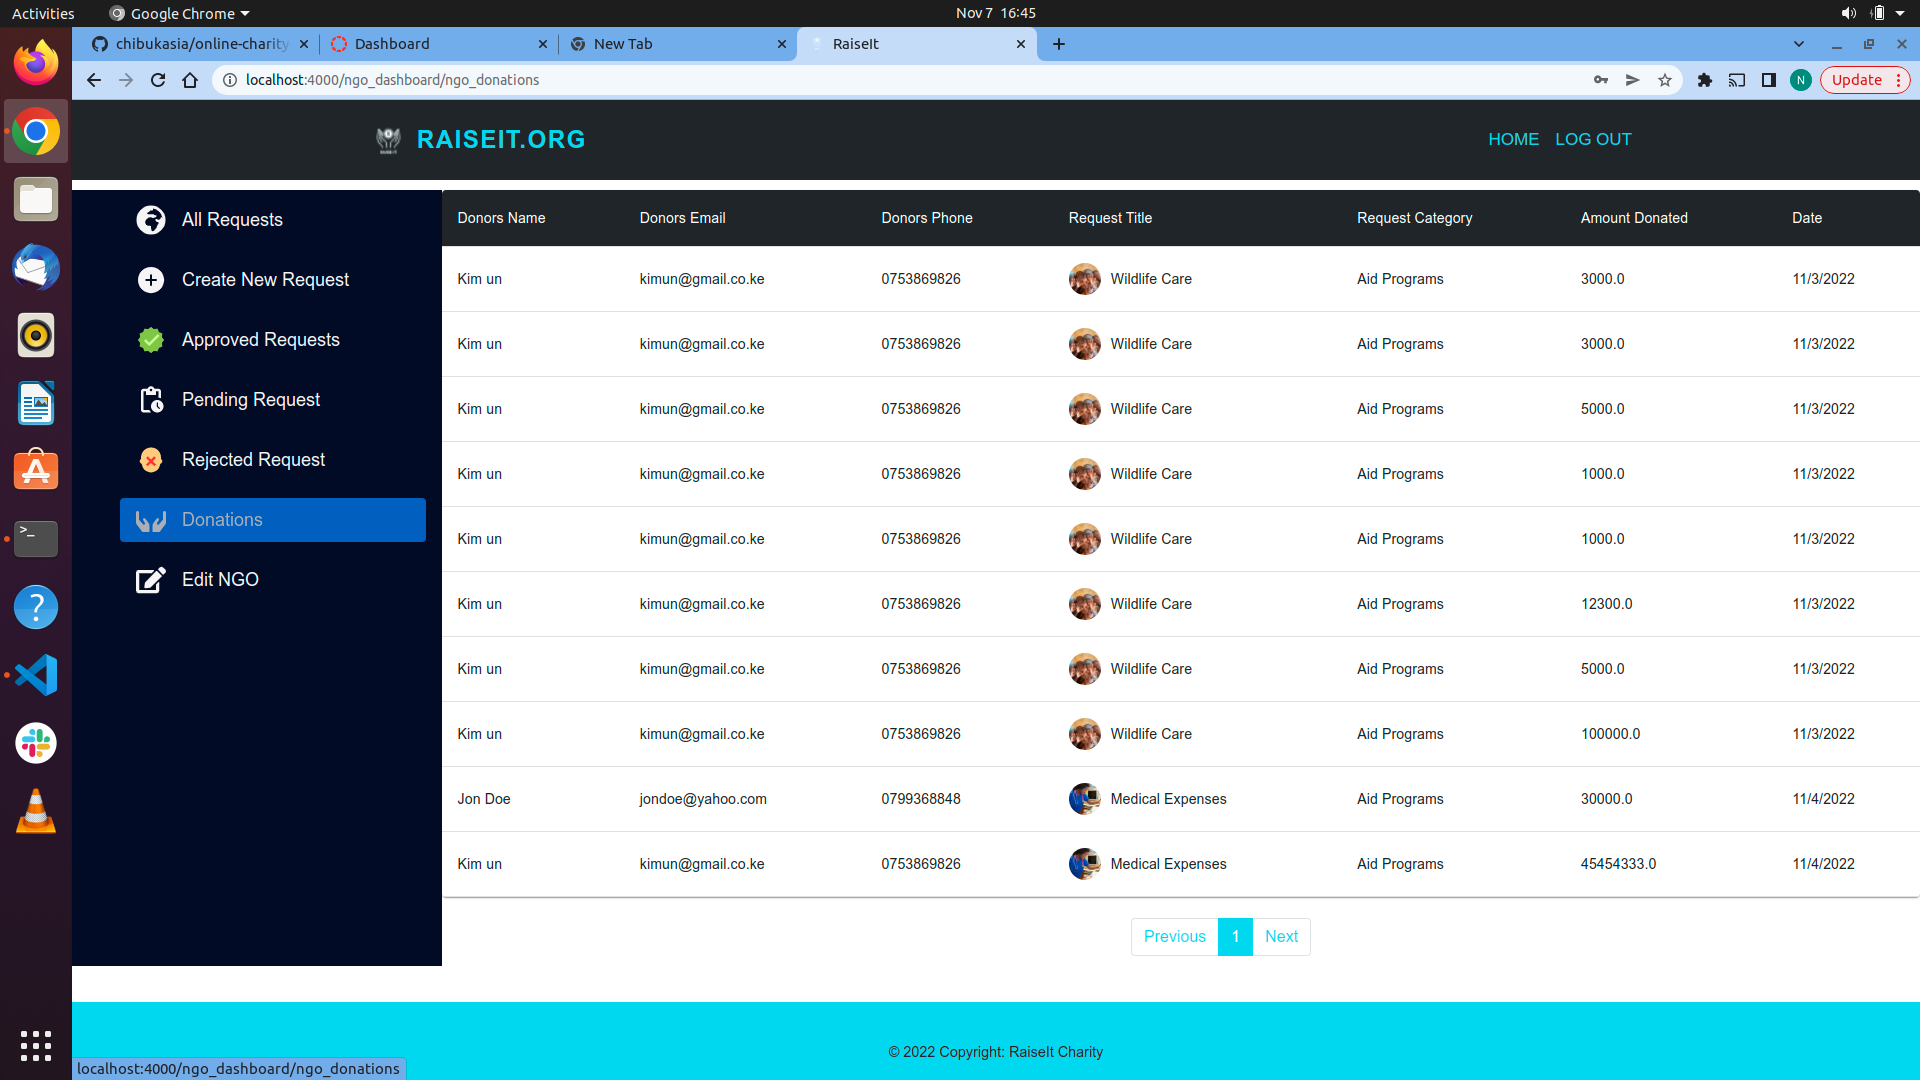 Activities Google Chrome Nov 7 16:45
chibukasia/online-charity Dashboard New Tab RaiseIt
localhost:4000/ngo_dashboard/ngo_donations N Update
RAISEIT.ORG HOME LOG OUT
All Requests
Create New Request
Approved Requests
Pending Request
Rejected Request
Donations
Edit NGO
Donors Name Donors Email Donors Phone Request Title Request Category Amount Donated Date
Kim un kimun@gmail.co.ke 0753869826 Wildlife Care Aid Programs 3000.0 11/3/2022
Kim un kimun@gmail.co.ke 0753869826 Wildlife Care Aid Programs 3000.0 11/3/2022
Kim un kimun@gmail.co.ke 0753869826 Wildlife Care Aid Programs 5000.0 11/3/2022
Kim un kimun@gmail.co.ke 0753869826 Wildlife Care Aid Programs 1000.0 11/3/2022
Kim un kimun@gmail.co.ke 0753869826 Wildlife Care Aid Programs 1000.0 11/3/2022
Kim un kimun@gmail.co.ke 0753869826 Wildlife Care Aid Programs 12300.0 11/3/2022
Kim un kimun@gmail.co.ke 0753869826 Wildlife Care Aid Programs 5000.0 11/3/2022
Kim un kimun@gmail.co.ke 0753869826 Wildlife Care Aid Programs 100000.0 11/3/2022
Jon Doe jondoe@yahoo.com 0799368848 Medical Expenses Aid Programs 30000.0 11/4/2022
Kim un kimun@gmail.co.ke 0753869826 Medical Expenses Aid Programs 45454333.0 11/4/2022
Previous 1 Next
© 2022 Copyright: RaiseIt Charity
localhost:4000/ngo_dashboard/ngo_donations